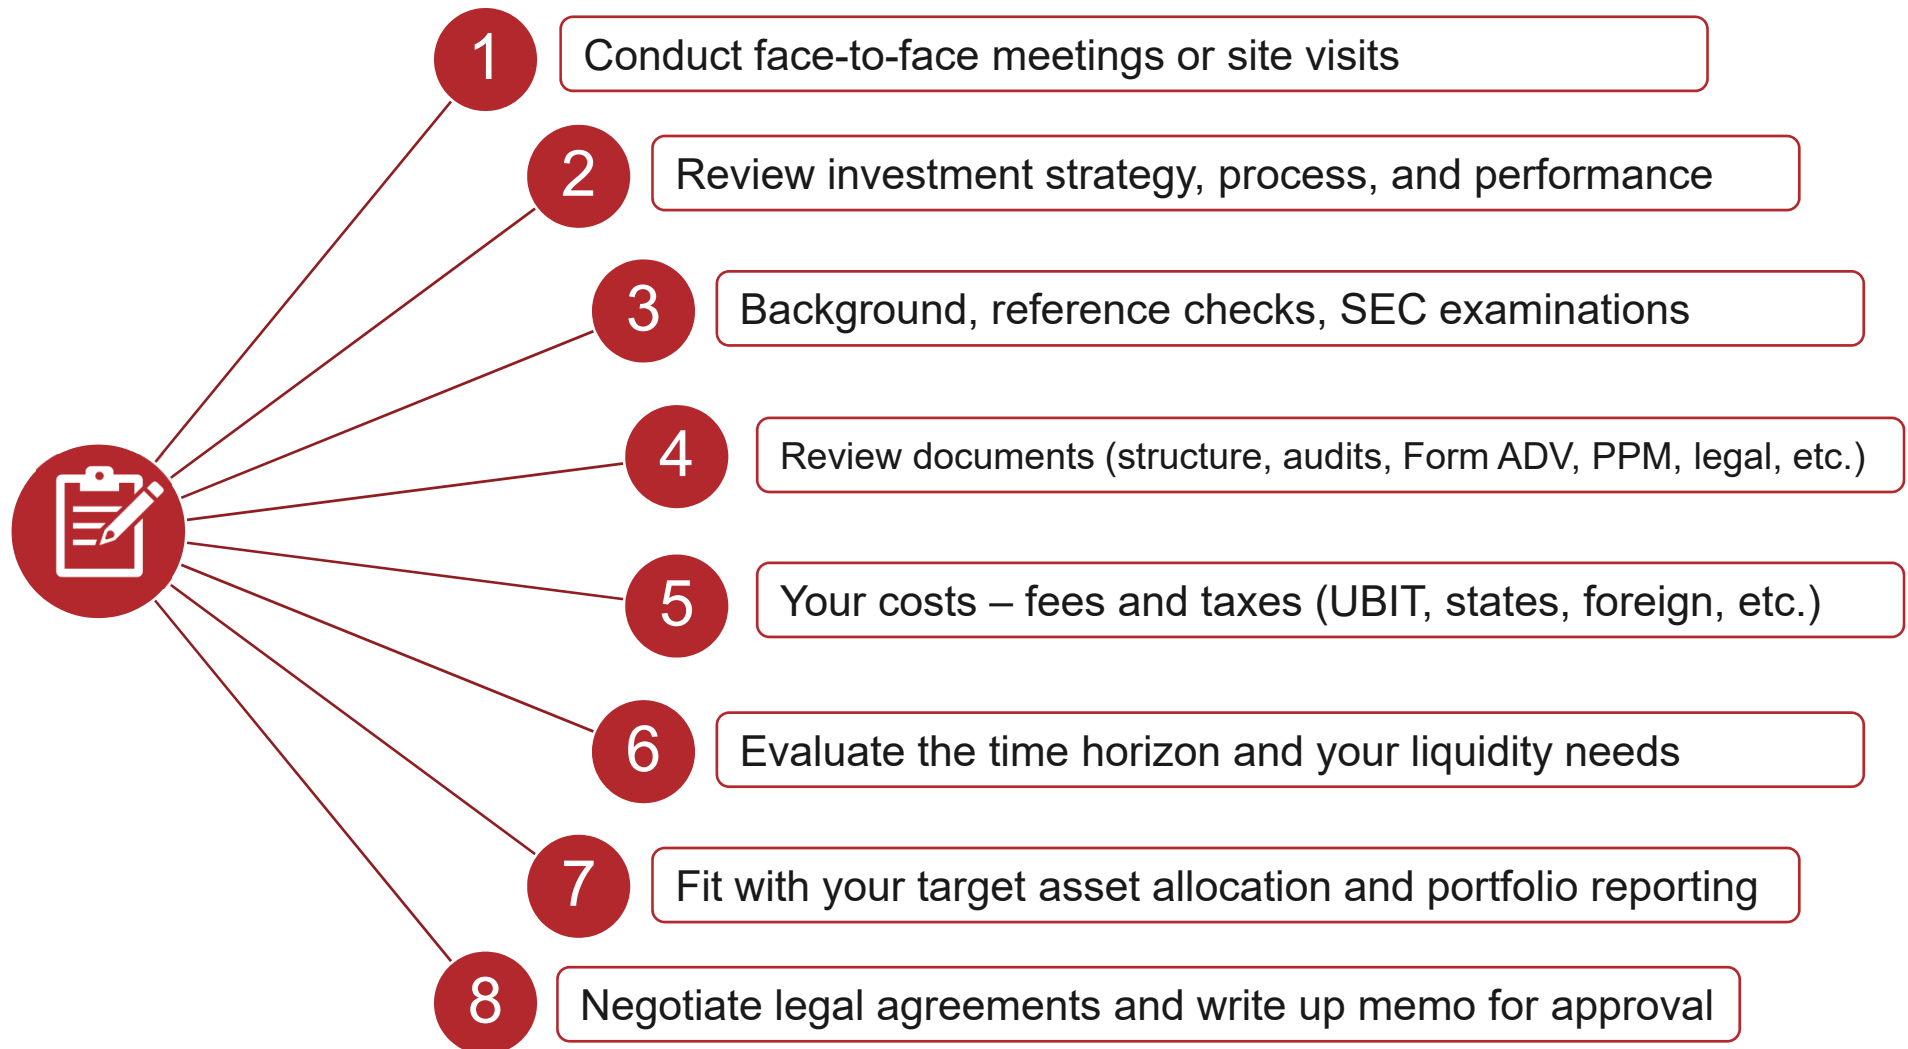 1 Conduct face-to-face meetings or site visits
2 Review investment strategy, process, and performance
3 Background, reference checks, SEC examinations
4 Review documents (structure, audits, Form ADV, PPM, legal, etc.)
5 Your costs – fees and taxes (UBIT, states, foreign, etc.)
6 Evaluate the time horizon and your liquidity needs
7 Fit with your target asset allocation and portfolio reporting
8 Negotiate legal agreements and write up memo for approval